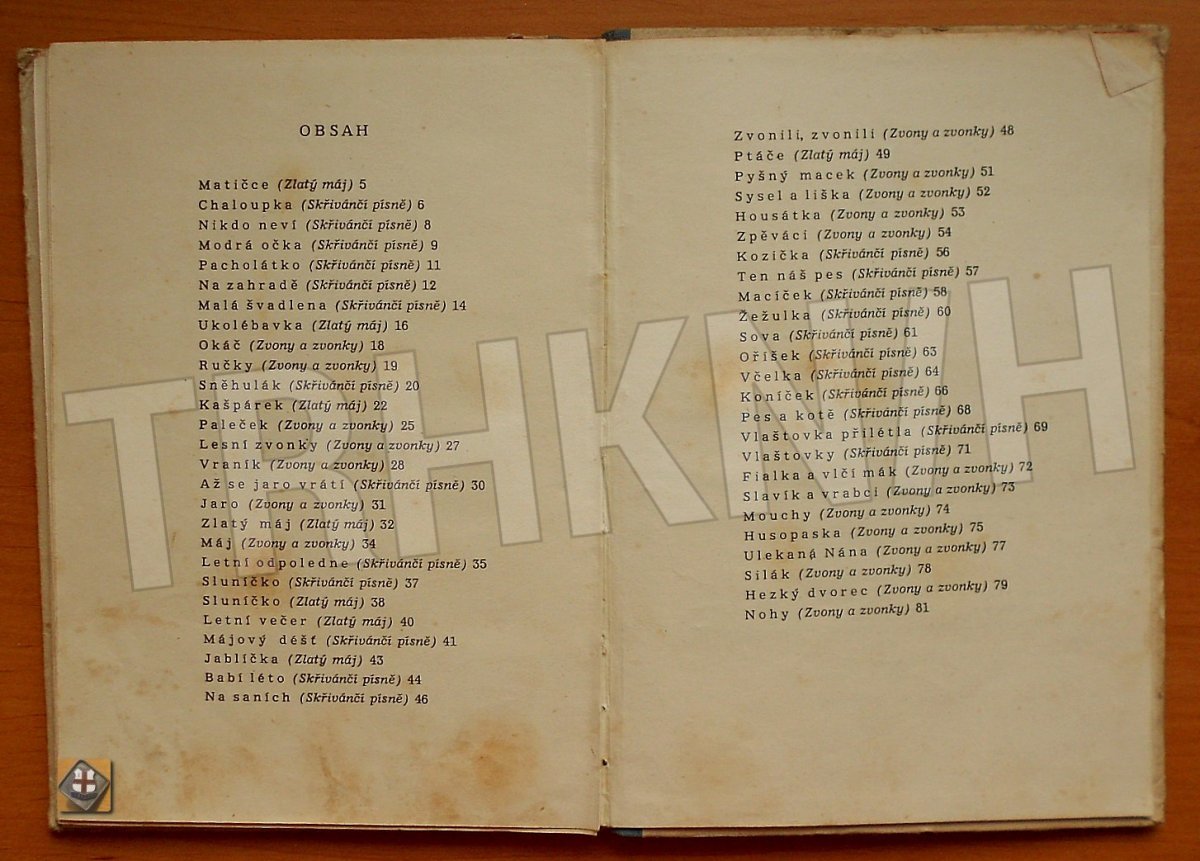 OBSAH
Matičce (Zlatý máj) 5
Chaloupka (Skřivánčí písně) 6
Nikdo neví (Skřivánčí písně) 8
Modrá očka (Skřivánčí písně) 9
Pacholátko (Skřivánčí písně) 11
Na zahradě (Skřivánčí písně) 12
Malá švadlena (Skřivánčí písně) 14
Ukolébavka (Zlatý máj) 16
Okáč (Zvony a zvonky) 18
Ručky (Zvony a zvonky) 19
Sněhulák (Skřivánčí písně) 20
Kašpárek (Zlatý máj) 22
Paleček (Zvony a zvonky) 25
Lesní zvonky (Zvony a zvonky) 27
Vraník (Zvony a zvonky) 28
Až se jaro vrátí (Skřivánčí písně) 30
Jaro (Zvony a zvonky) 31
Zlatý máj (Zlatý máj) 32
Máj (Zvony a zvonky) 34
Letní odpoledne (Skřivánčí písně) 35
Sluníčko (Skřivánčí písně) 37
Sluníčko (Zlatý máj) 38
Letní večer (Zlatý máj) 40
Májový déšť (Skřivánčí písně) 41
Jablíčka (Zlatý máj) 43
Babí léto (Skřivánčí písně) 44
Na saních (Skřivánčí písně) 46
Zvonili, zvonili (Zvony a zvonky) 48
Ptáče (Zlatý máj) 49
Pyšný macek (Zvony a zvonky) 51
Sysel a liška (Zvony a zvonky) 52
Housátka (Zvony a zvonky) 53
Zpěváci (Zvony a zvonky) 54
Kozička (Skřivánčí písně) 56
Ten náš pes (Skřivánčí písně) 57
Macíček (Skřivánčí písně) 58
Žežulka (Skřivánčí písně) 60
Sova (Skřivánčí písně) 61
Oříšek (Skřivánčí písně) 63
Včelka (Skřivánčí písně) 64
Koníček (Skřivánčí písně) 66
Pes a kotě (Skřivánčí písně) 68
Vlaštovka přilétla (Skřivánčí písně) 69
Vlaštovky (Skřivánčí písně) 71
Fialka a vlčí mák (Zvony a zvonky) 72
Slavík a vrabci (Zvony a zvonky) 73
Mouchy (Zvony a zvonky) 74
Husopaska (Zvony a zvonky) 75
Ulekaná Nána (Zvony a zvonky) 77
Silák (Zvony a zvonky) 78
Hezký dvorec (Zvony a zvonky) 79
Nohy (Zvony a zvonky) 81
TRHKNIH